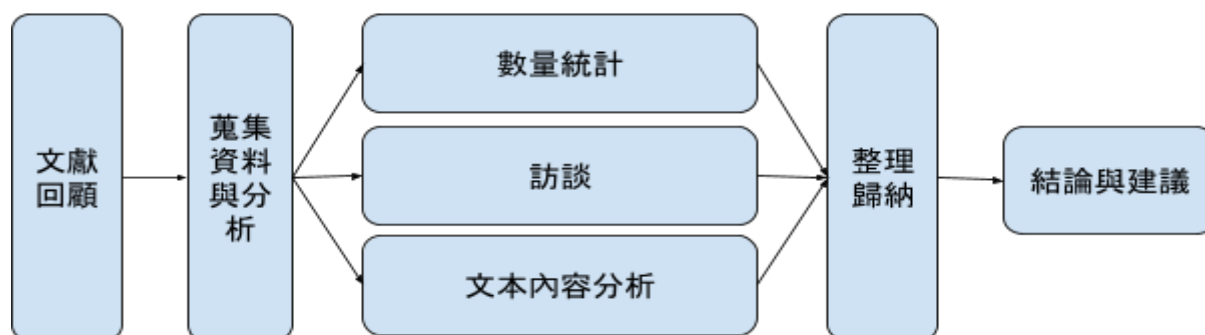 文獻
回顧
蒐集
資料
與分
析
數量統計
訪談
文本內容分析
整理
歸納
結論與建議